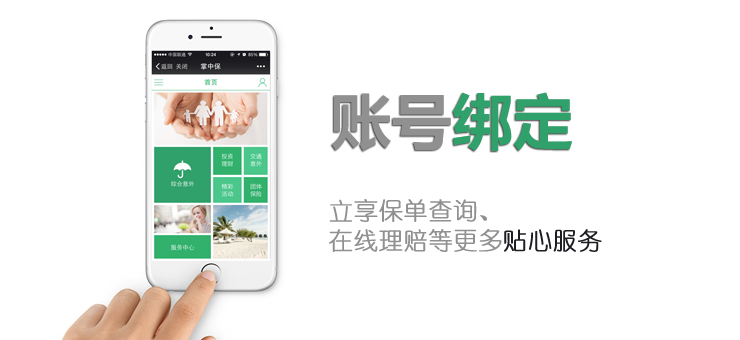 中国联通 10:24 85%
返回 关闭 掌中保
首页
综合意外
投资
理财
交通
意外
精彩
活动
团体
保险
服务中心
账号绑定
立享保单查询、
在线理赔等更多贴心服务